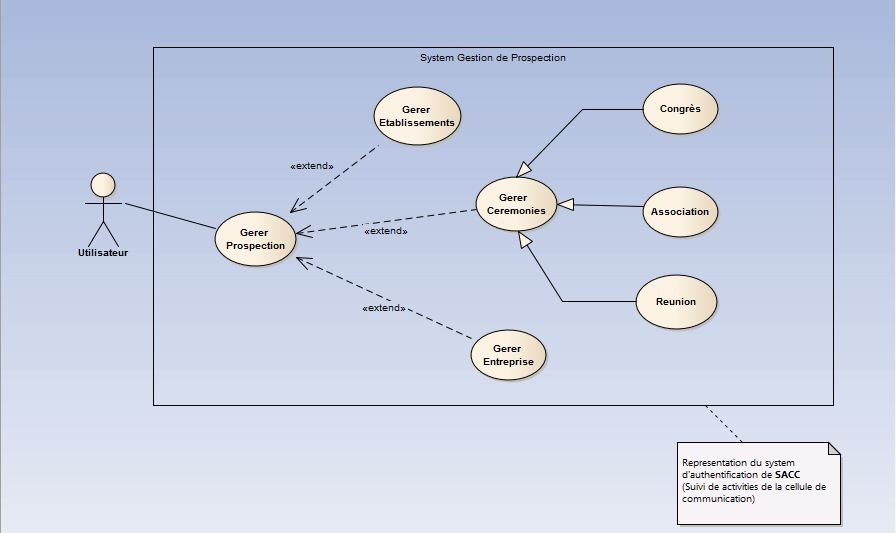 System Gestion de Prospection
Gerer
Etablissements
Congrès
«extend»
Gerer
Ceremonies
Association
Utilisateur
Gerer
Prospection
«extend»
Reunion
«extend»
Gerer
Entreprise
Representation du system
d'authentification de SACC
(Suivi de activities de la cellule de
communication)